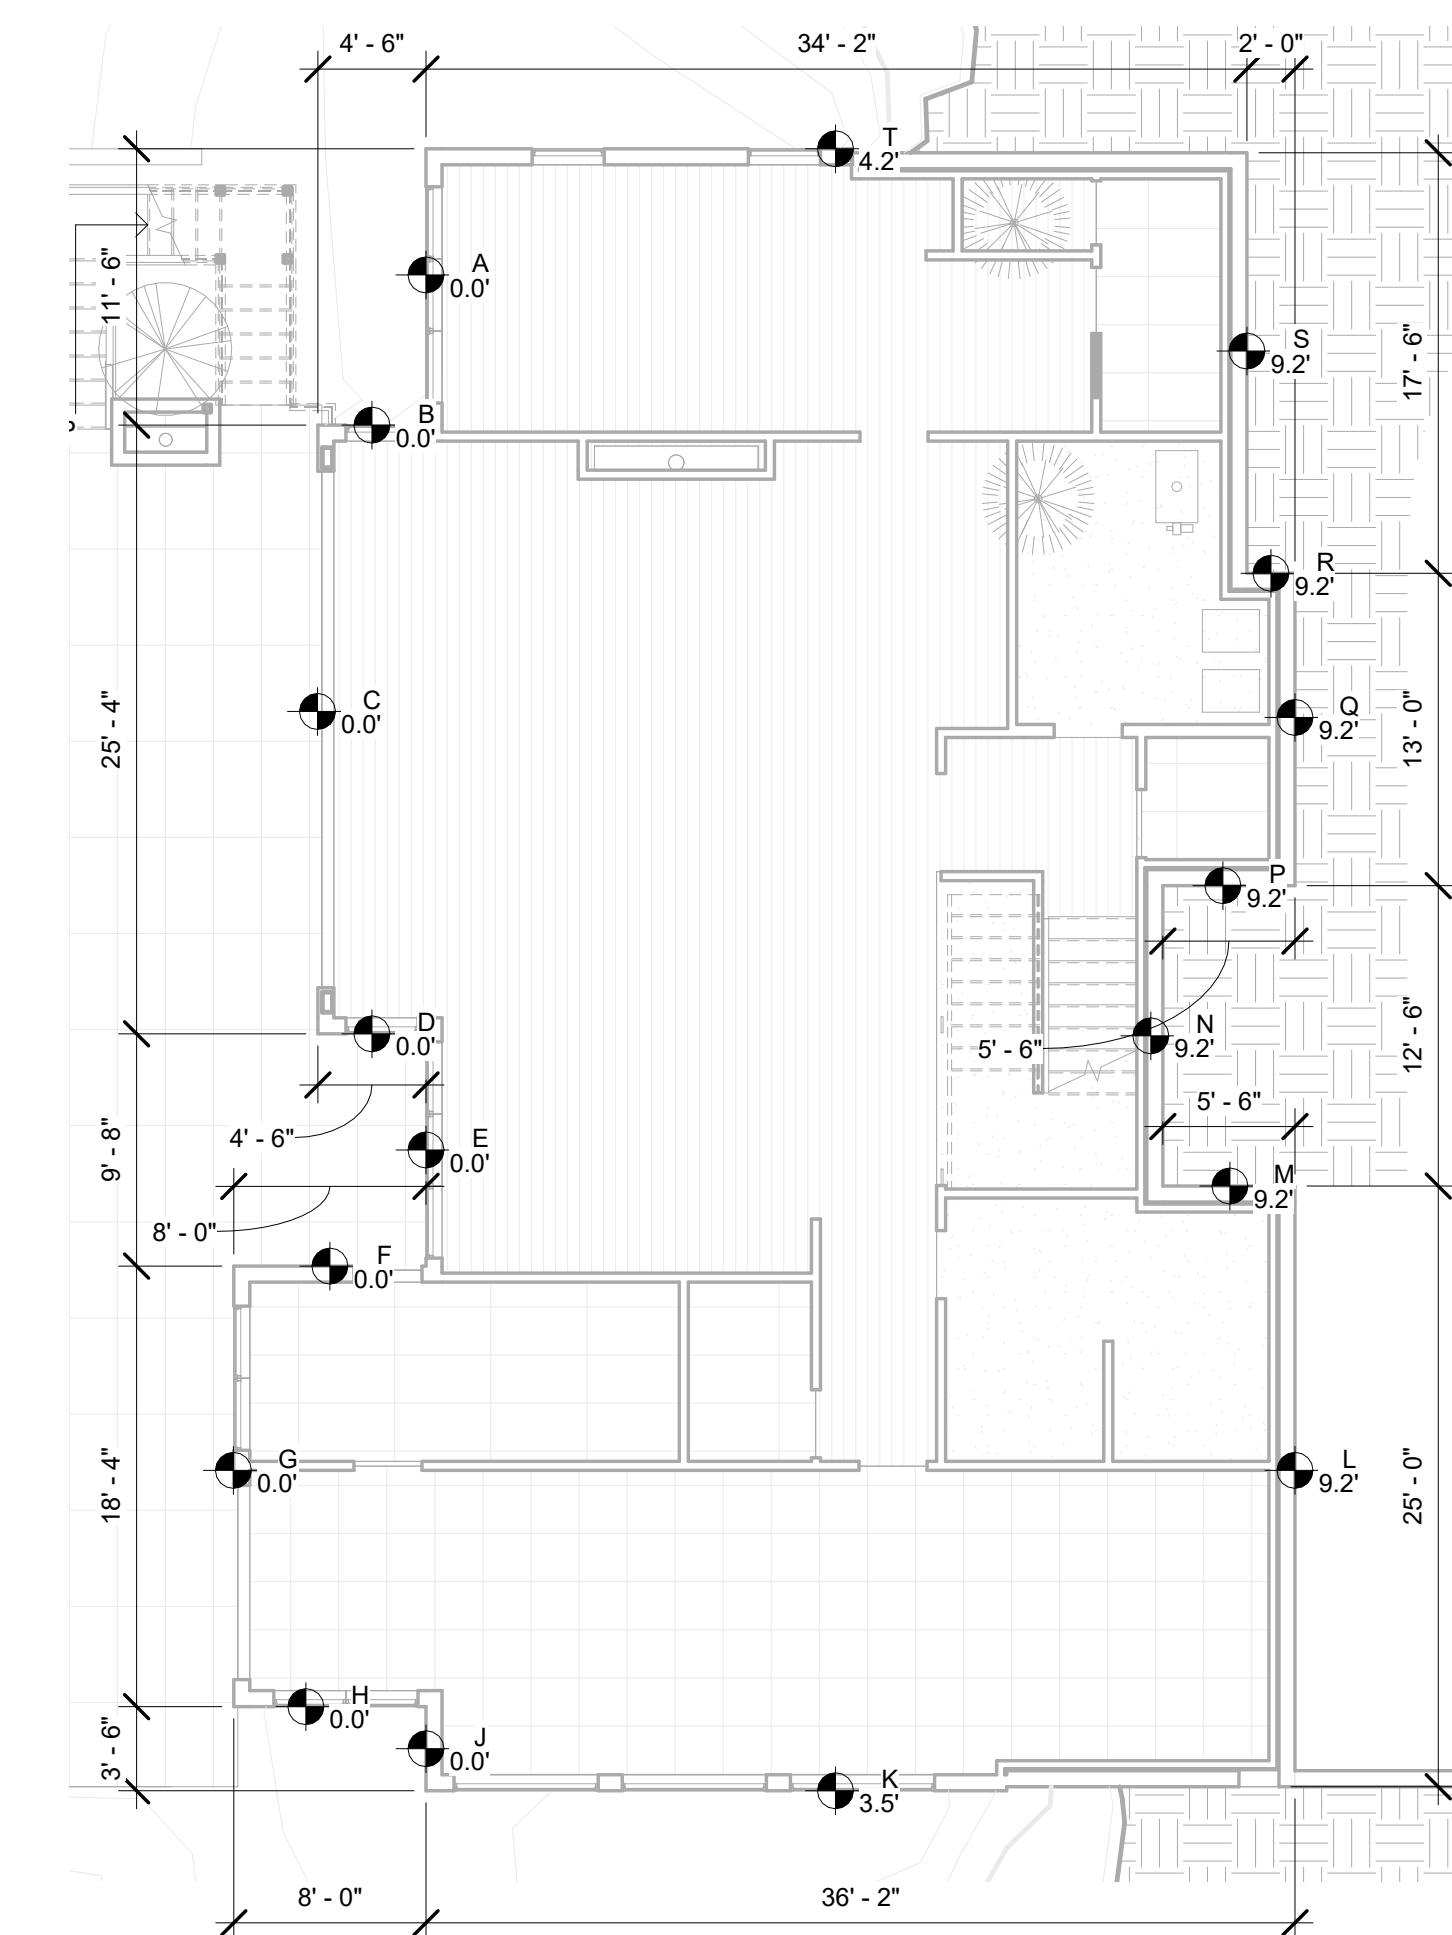 4' - 6"
34' - 2"
2' - 0"
T
4.2'
A
0.0'
11' - 6"
S
9.2'
17' - 6"
B
0.0'
R
9.2'
C
0.0'
25' - 4"
Q
9.2'
13' - 0"
P
9.2'
D
0.0'
N
9.2'
5' - 6"
12' - 6"
5' - 6"
4' - 6"
E
0.0'
9' - 8"
M
9.2'
8' - 0"
F
0.0'
G
0.0'
18' - 4"
L
9.2'
25' - 0"
H
0.0'
J
0.0'
3' - 6"
K
3.5'
8' - 0"
36' - 2"